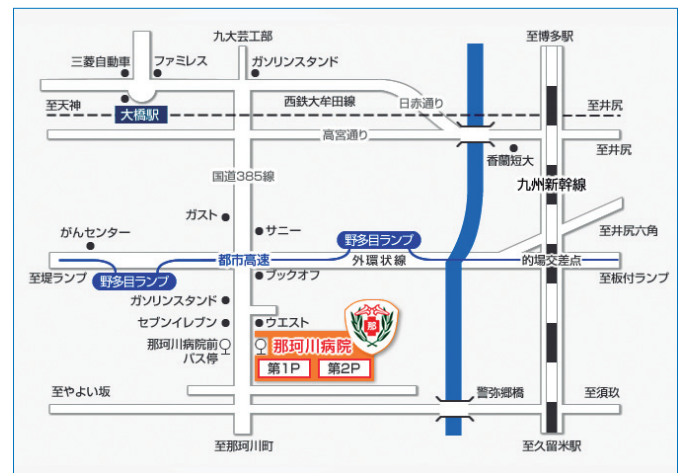 九大芸工部
至博多駅
三菱自動車
ファミレス
ガソリンスタンド
至天神
大橋駅
西鉄大牟田線
日赤通り
至井尻
高宮通り
至井尻
香蘭短大
国道385線
九州新幹線
ガスト
サニー
がんセンター
野多目ランプ
至井尻六角
都市高速
外環状線
的場交差点
至堤ランプ
野多目ランプ
ブックオフ
至板付ランプ
ガソリンスタンド
セブンイレブン
ウエスト
那
那珂川病院前
バス停
那珂川病院
第1P
第2P
至やよい坂
警弥郷橋
至須玖
至那珂川町
至久留米駅